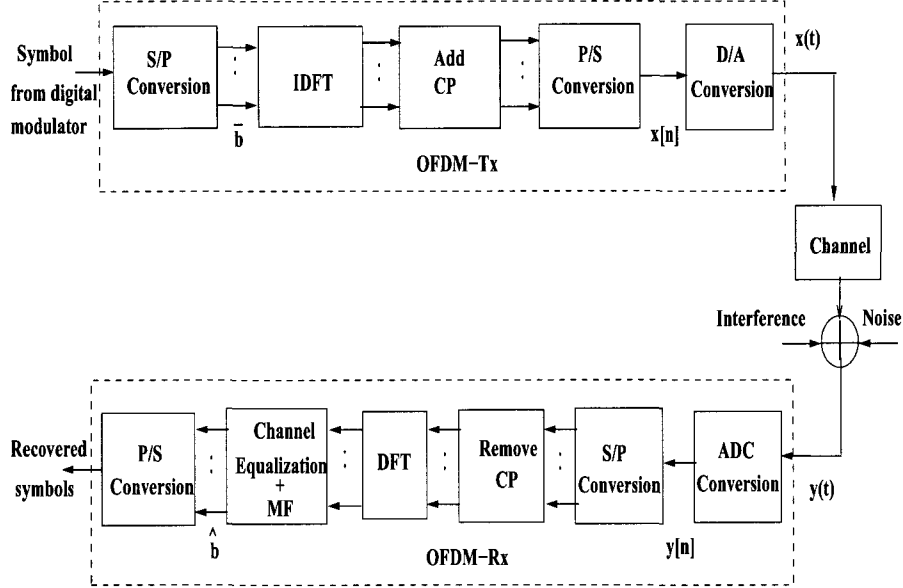 Symbol
from digital
modulator
S/P
Conversion
b̄
IDFT
Add
CP
P/S
Conversion
x[n]
D/A
Conversion
x(t)
OFDM-Tx
Channel
Interference
Noise
y(t)
ADC
Conversion
y[n]
S/P
Conversion
Remove
CP
DFT
Channel
Equalization
+
MF
b̂
P/S
Conversion
Recovered
symbols
OFDM-Rx